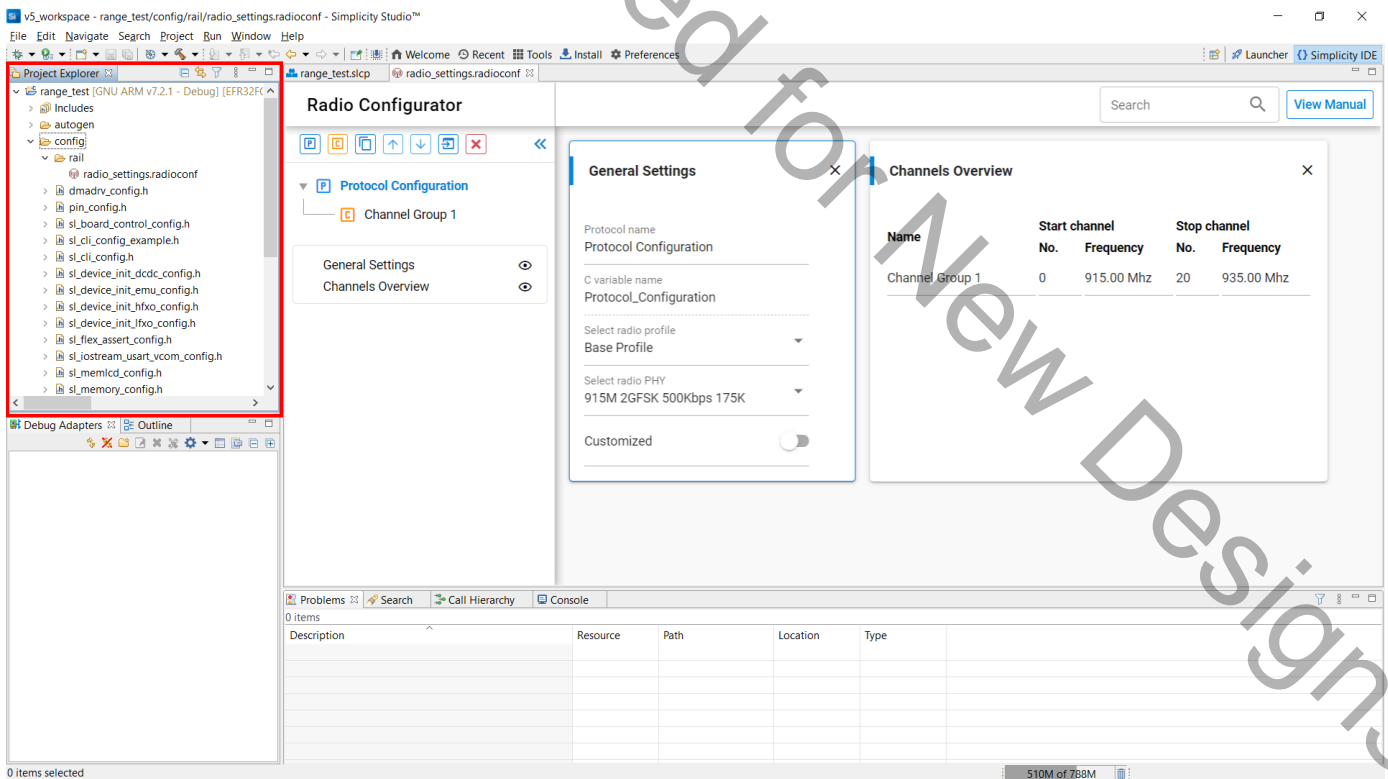 v5_workspace - range_test/config/rail/radio_settings.radioconf - Simplicity Studio™
File Edit Navigate Search Project Run Window Help
Welcome Recent Tools Install Preferences
Launcher {} Simplicity IDE
Project Explorer
range_test [GNU ARM v7.2.1 - Debug] [EFR32F
Includes
autogen
config
rail
radio_settings.radioconf
dmadrv_config.h
pin_config.h
sl_board_control_config.h
sl_cli_config_example.h
sl_cli_config.h
sl_device_init_dcdc_config.h
sl_device_init_emu_config.h
sl_device_init_hfxo_config.h
sl_device_init_lfxo_config.h
sl_flex_assert_config.h
sl_iostream_usart_vcom_config.h
sl_memlcd_config.h
sl_memory_config.h
Debug Adapters Outline
range_test.slcp radio_settings.radioconf
Radio Configurator
Search
View Manual
Protocol Configuration
Channel Group 1
General Settings
Channels Overview
General Settings
Protocol name
Protocol Configuration
C variable name
Protocol_Configuration
Select radio profile
Base Profile
Select radio PHY
915M 2GFSK 500Kbps 175K
Customized
Channels Overview
Start channel Stop channel
Name No. Frequency No. Frequency
Channel Group 1 0 915.00 Mhz 20 935.00 Mhz
Problems Search Call Hierarchy Console
0 items
Description Resource Path Location Type
0 items selected
510M of 788M
ed for New Designs